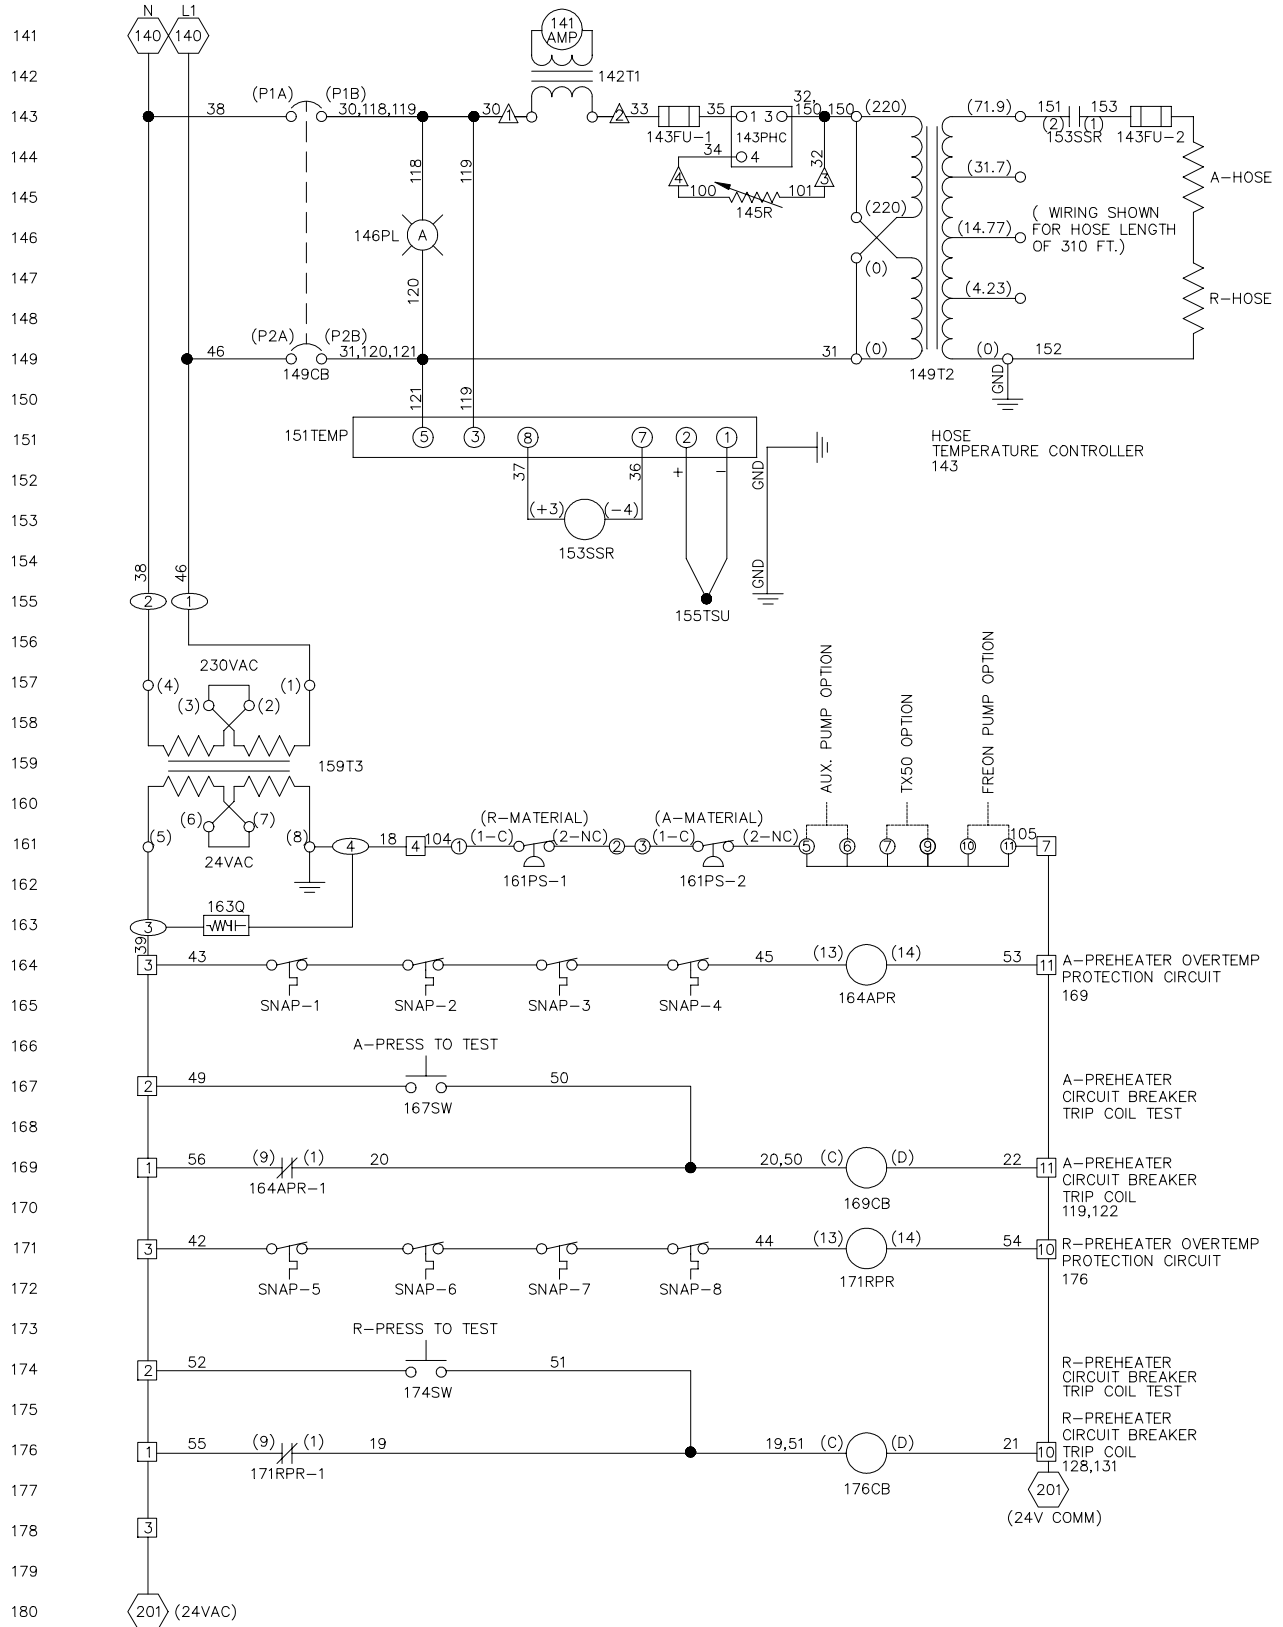 N L1
141 140 140 141
AMP
142 142T1
(P1A) (P1B) 32,
143 38 30,118,119 30 1 2 33 35 1 3 150 150 (220) (71.9) 151 153
(2) (1)
143FU-1 143PHC 153SSR 143FU-2
144 118 119 34 4 32
4 3 (31.7) A-HOSE
145 100 101
145R (220) ( WIRING SHOWN
146 146PL A (14.77) FOR HOSE LENGTH
OF 310 FT.)
(0)
147 120 (4.23) R-HOSE
148
(P2A) (P2B)
149 46 31,120,121 31 (0) (0) 152
149CB 149T2 GND
150 121 119
151 151TEMP 5 3 8 7 2 1 HOSE
TEMPERATURE CONTROLLER
143
152 37 36 + - GND
153 (+3) (-4)
153SSR
154 38 46 GND
155 2 1 155TSU
156 230VAC
157 (4) (1)
(3) (2)
158 AUX. PUMP OPTION TX50 OPTION FREON PUMP OPTION
159 159T3
160 (6) (7) (R-MATERIAL) (A-MATERIAL)
161 (5) (8) 4 18 4 104 1 (1-C) (2-NC) 2 3 (1-C) (2-NC) 5 6 7 9 10 11 105 7
24VAC 161PS-1 161PS-2
162
163Q
163 3
39
164 3 43 45 (13) (14) 53 11 A-PREHEATER OVERTEMP
PROTECTION CIRCUIT
169
164APR
165 SNAP-1 SNAP-2 SNAP-3 SNAP-4
166 A-PRESS TO TEST
167 2 49 50 A-PREHEATER
CIRCUIT BREAKER
TRIP COIL TEST
167SW
168
169 1 56 (9) (1) 20 20,50 (C) (D) 22 11 A-PREHEATER
CIRCUIT BREAKER
TRIP COIL
119,122
164APR-1 169CB
170
171 3 42 44 (13) (14) 54 10 R-PREHEATER OVERTEMP
PROTECTION CIRCUIT
176
171RPR
172 SNAP-5 SNAP-6 SNAP-7 SNAP-8
173 R-PRESS TO TEST
174 2 52 51 R-PREHEATER
CIRCUIT BREAKER
TRIP COIL TEST
174SW
175
176 1 55 (9) (1) 19 19,51 (C) (D) 21 10 R-PREHEATER
CIRCUIT BREAKER
TRIP COIL
128,131
171RPR-1 176CB
177 201
(24V COMM)
178 3
179
180 201 (24VAC)